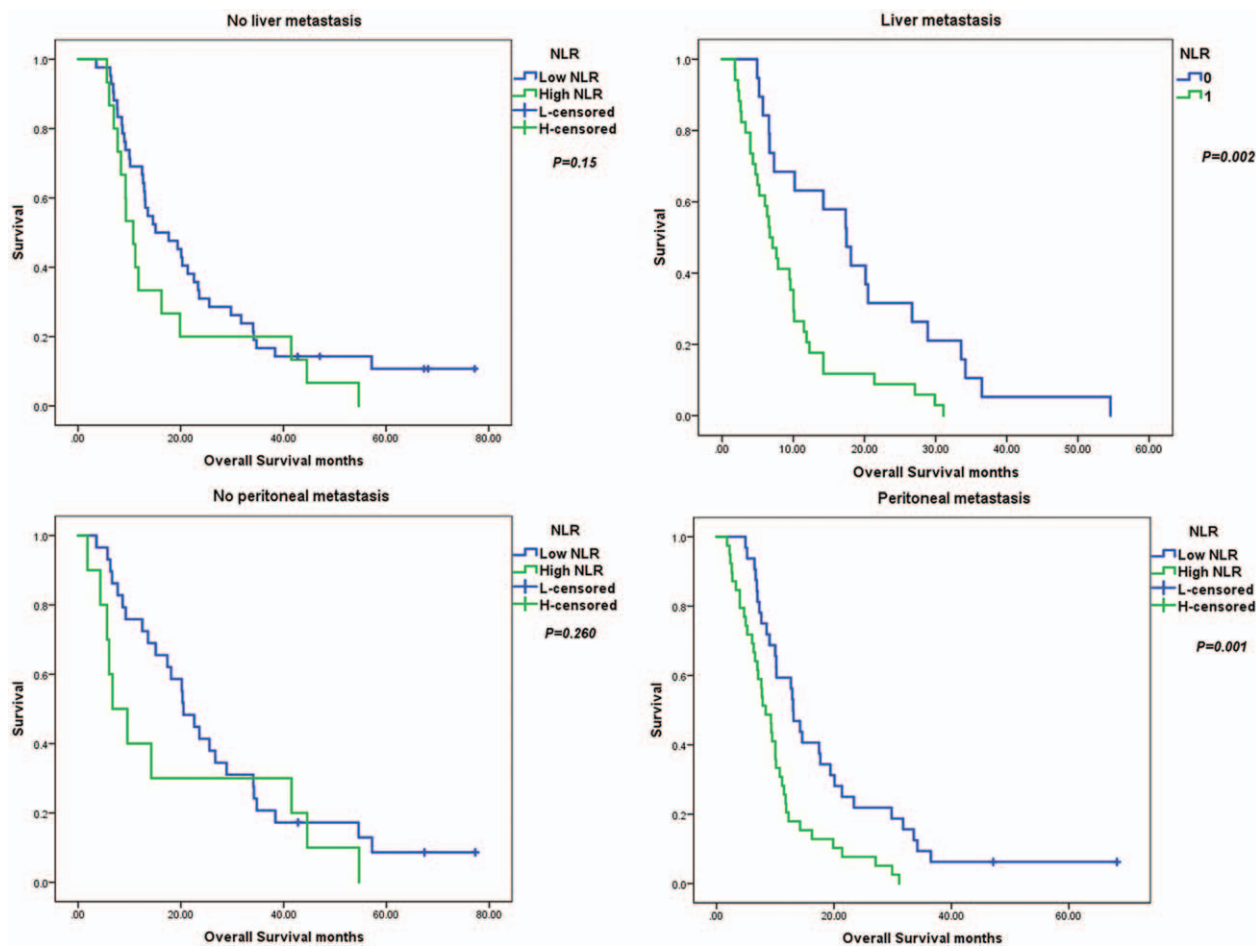 No liver metastasis
NLR
Low NLR
High NLR
L-censored
H-censored
P=0.15
Survival
1.0
0.8
0.6
0.4
0.2
0.0
.00 20.00 40.00 60.00 80.00
Overall Survival months
Liver metastasis
NLR
0
1
P=0.002
Survival
1.0
0.8
0.6
0.4
0.2
0.0
.00 10.00 20.00 30.00 40.00 50.00 60.00
Overall Survival months
No peritoneal metastasis
NLR
Low NLR
High NLR
L-censored
H-censored
P=0.260
Survival
1.0
0.8
0.6
0.4
0.2
0.0
.00 20.00 40.00 60.00 80.00
Overall Survival months
Peritoneal metastasis
NLR
Low NLR
High NLR
L-censored
H-censored
P=0.001
Survival
1.0
0.8
0.6
0.4
0.2
0.0
.00 20.00 40.00 60.00
Overall Survival months